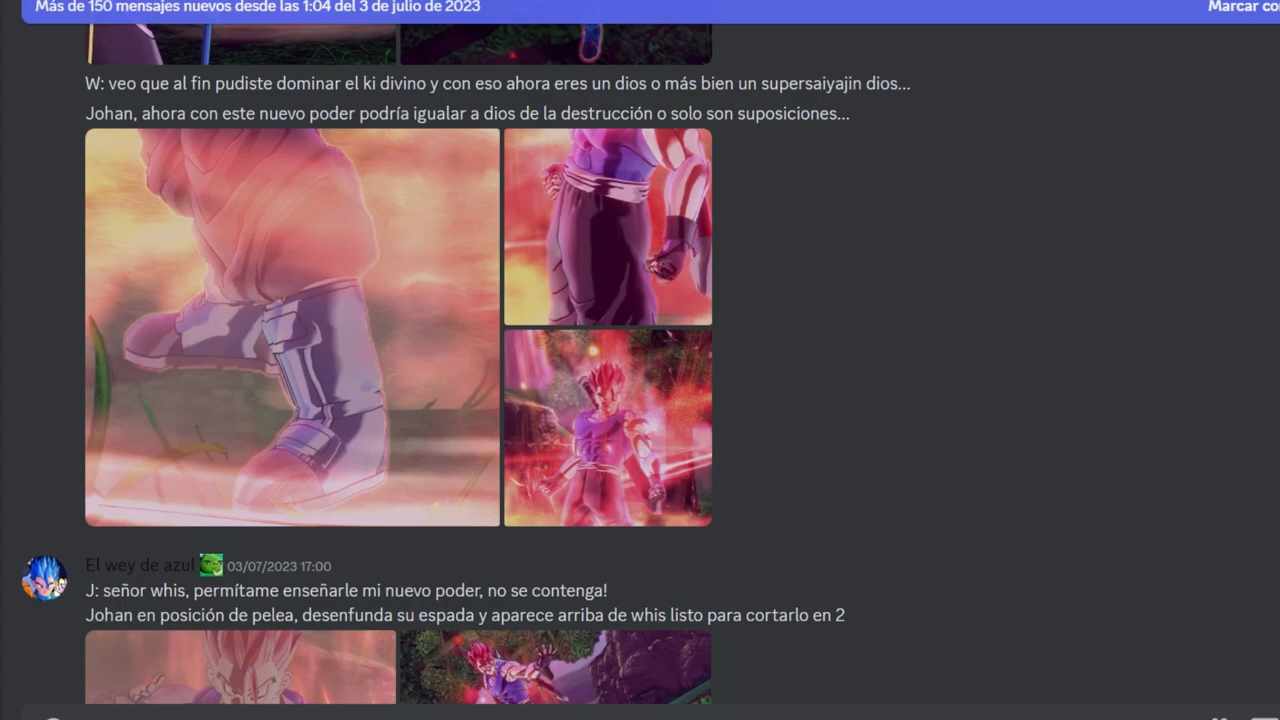 Más de 150 mensajes nuevos desde las 1:04 del 3 de julio de 2023
Marcar co
W: veo que al fin pudiste dominar el ki divino y con eso ahora eres un dios o más bien un supersaiyajin dios...
Johan, ahora con este nuevo poder podría igualar a dios de la destrucción o solo son suposiciones...
El wey de azul 03/07/2023 17:00
J: señor whis, permítame enseñarle mi nuevo poder, no se contenga!
Johan en posición de pelea, desenfunda su espada y aparece arriba de whis listo para cortarlo en 2